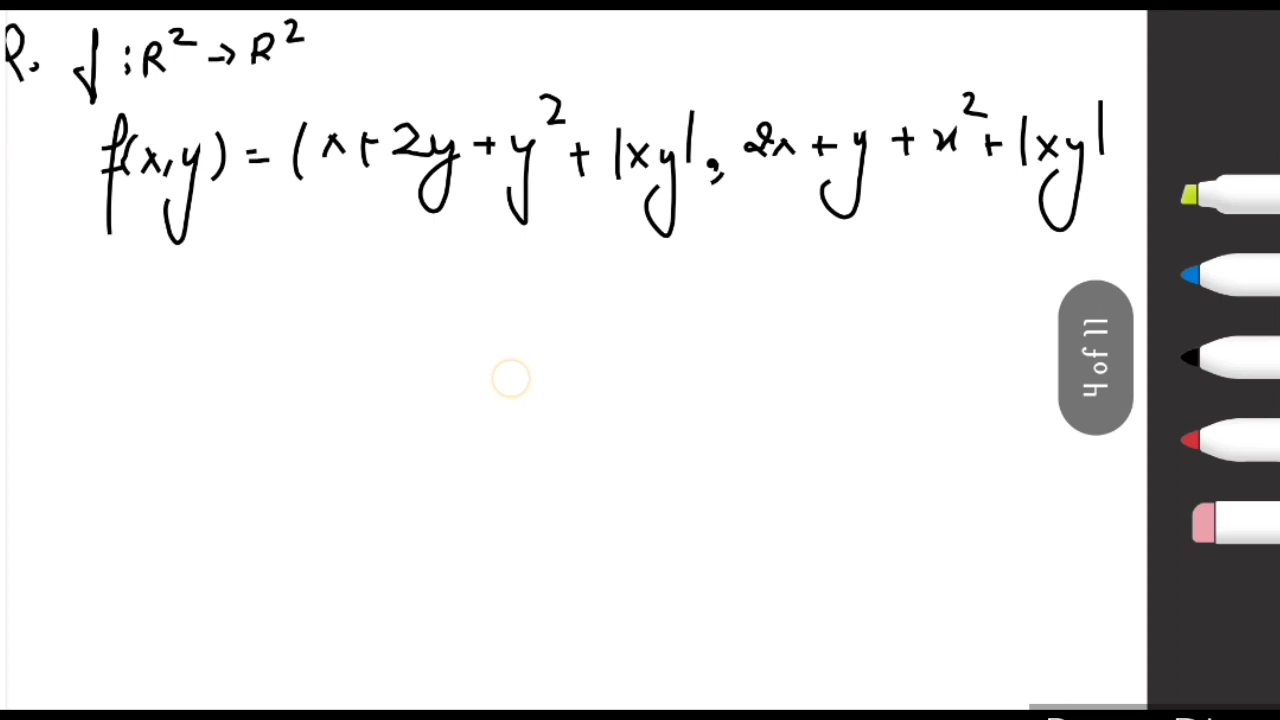 P. f : R² → R²
f(x,y) = ( x + 2y + y² + |xy| , 2x + y + x² + |xy|
4 of 11